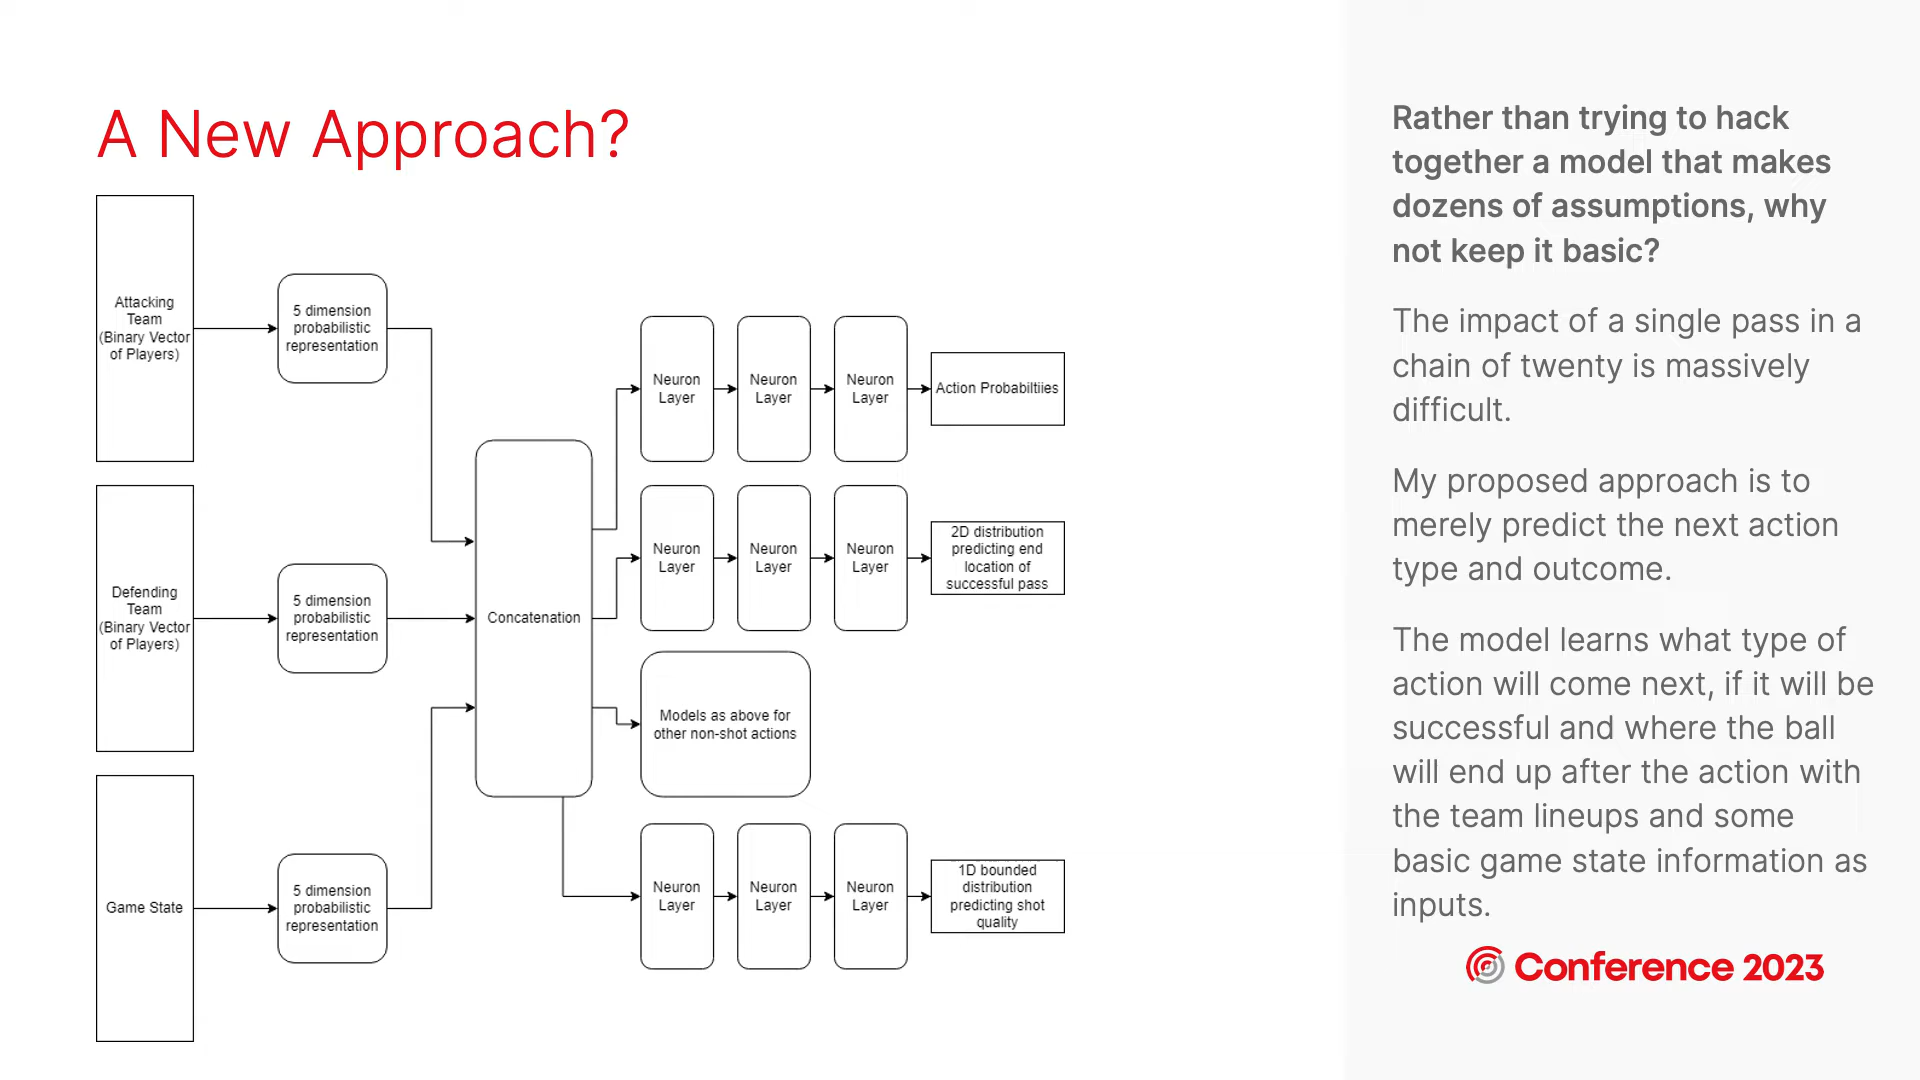 A New Approach?
Attacking
Team
(Binary Vector
of Players)
5 dimension
probabilistic
representation
Defending
Team
(Binary Vector
of Players)
5 dimension
probabilistic
representation
Game State
5 dimension
probabilistic
representation
Concatenation
Neuron
Layer
Neuron
Layer
Neuron
Layer
Action Probabiltiies
Neuron
Layer
Neuron
Layer
Neuron
Layer
2D distribution
predicting end
location of
successful pass
Models as above for
other non-shot actions
Neuron
Layer
Neuron
Layer
Neuron
Layer
1D bounded
distribution
predicting shot
quality
Rather than trying to hack
together a model that makes
dozens of assumptions, why
not keep it basic?
The impact of a single pass in a
chain of twenty is massively
difficult.
My proposed approach is to
merely predict the next action
type and outcome.
The model learns what type of
action will come next, if it will be
successful and where the ball
will end up after the action with
the team lineups and some
basic game state information as
inputs.
Conference 2023